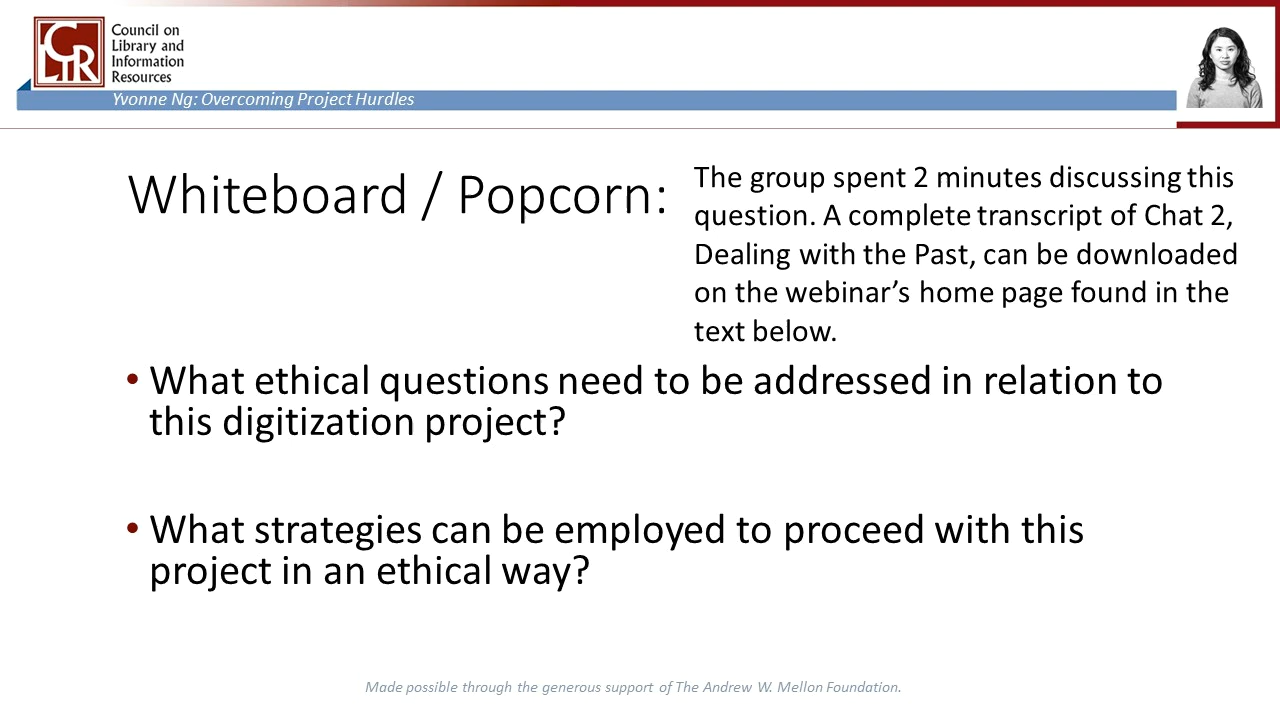 CLIR
Council on
Library and
Information
Resources
Yvonne Ng: Overcoming Project Hurdles
Whiteboard / Popcorn:
The group spent 2 minutes discussing this
question. A complete transcript of Chat 2,
Dealing with the Past, can be downloaded
on the webinar’s home page found in the
text below.
• What ethical questions need to be addressed in relation to
this digitization project?
• What strategies can be employed to proceed with this
project in an ethical way?
Made possible through the generous support of The Andrew W. Mellon Foundation.